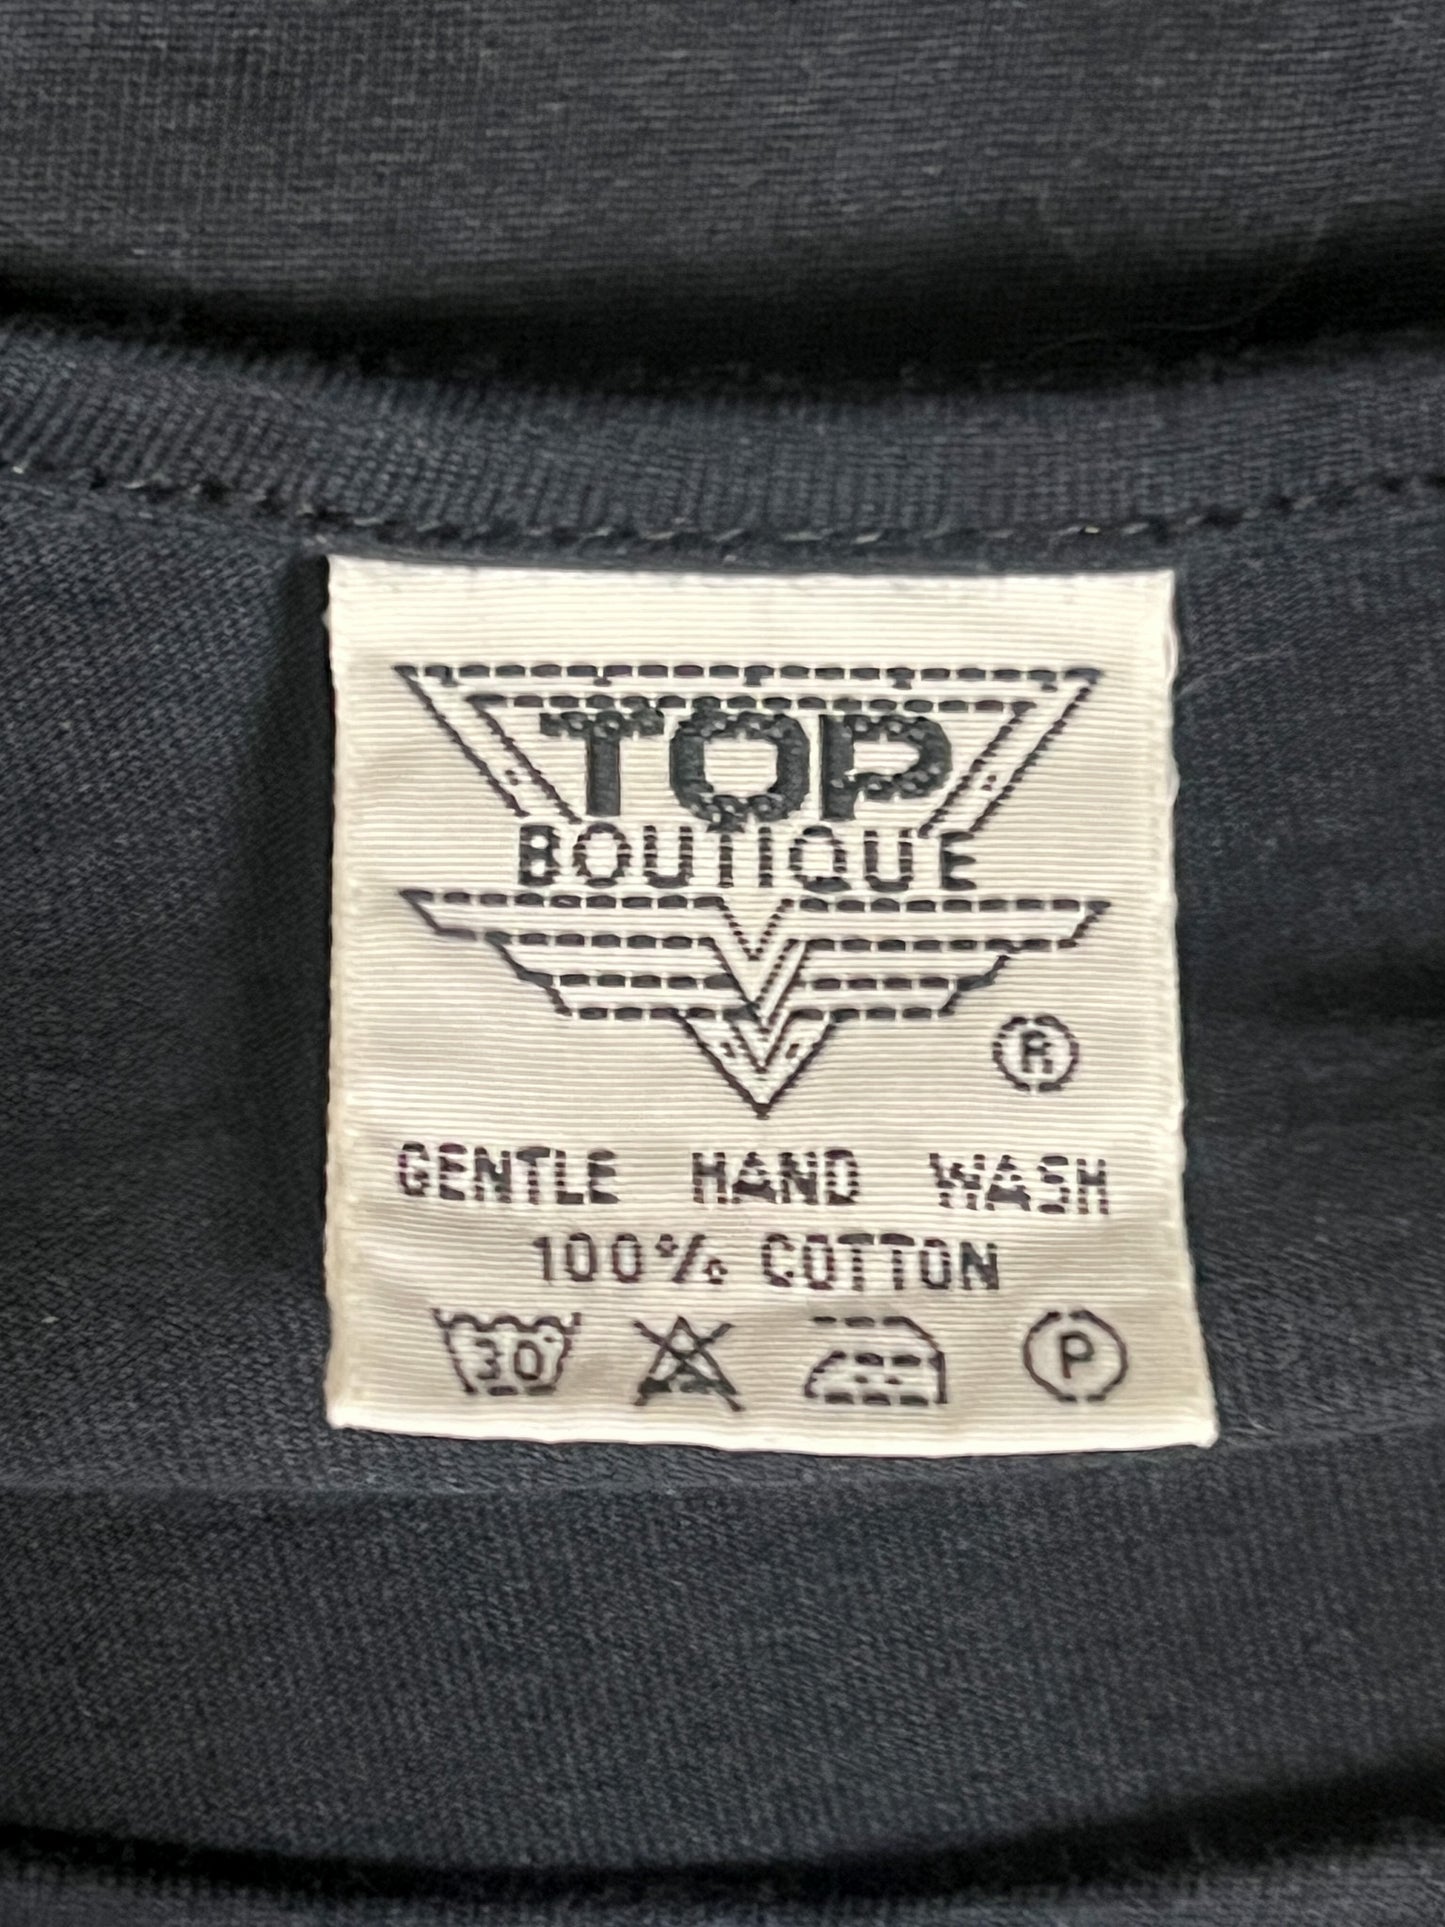 TOP
BOUTIQUE
®
GENTLE HAND WASH
100% COTTON
30° P